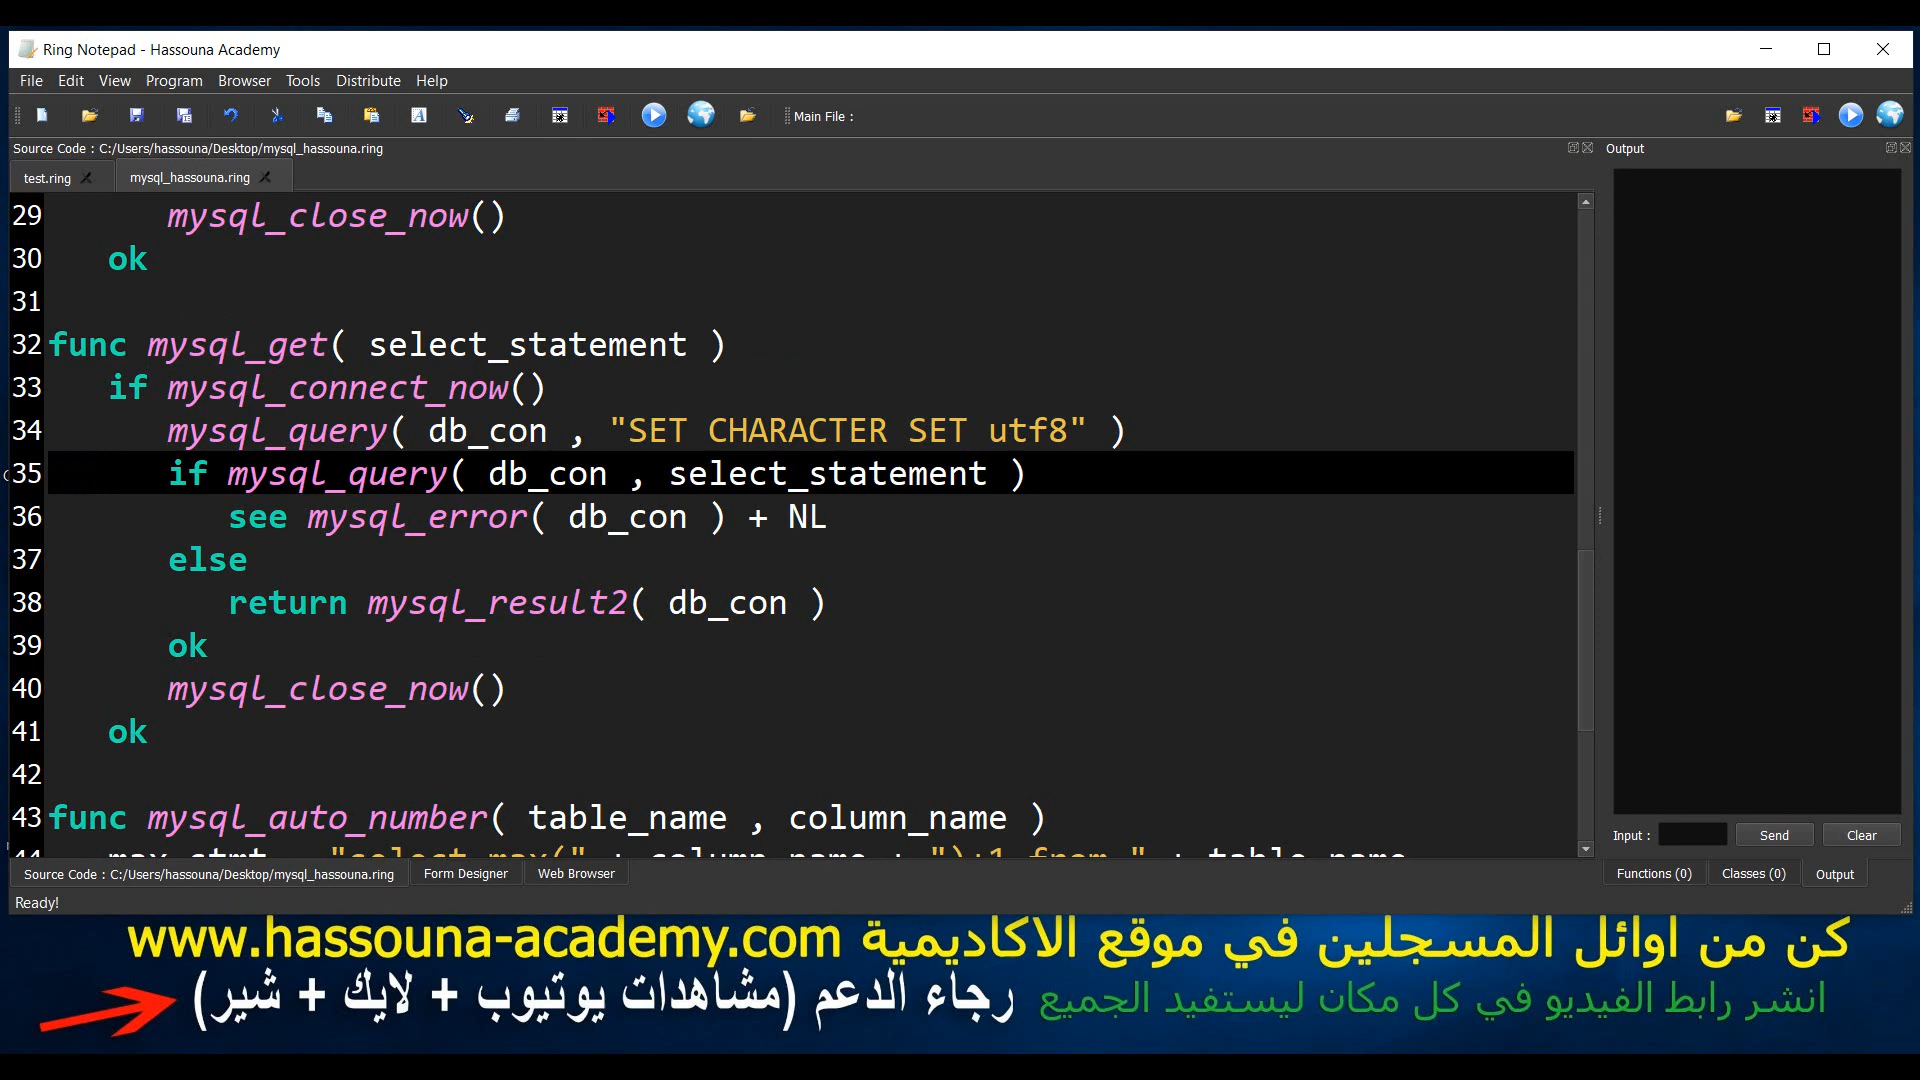 Ring Notepad - Hassouna Academy
File Edit View Program Browser Tools Distribute Help
Main File :
Source Code : C:/Users/hassouna/Desktop/mysql_hassouna.ring
Output
test.ring mysql_hassouna.ring
29 mysql_close_now()
30 ok
31
32 func mysql_get( select_statement )
33 if mysql_connect_now()
34 mysql_query( db_con , "SET CHARACTER SET utf8" )
35 if mysql_query( db_con , select_statement )
36 see mysql_error( db_con ) + NL
37 else
38 return mysql_result2( db_con )
39 ok
40 mysql_close_now()
41 ok
42
43 func mysql_auto_number( table_name , column_name )
Input : Send Clear
Source Code : C:/Users/hassouna/Desktop/mysql_hassouna.ring Form Designer Web Browser
Functions (0) Classes (0) Output
Ready!
كن من اوائل المسجلين في موقع الاكاديمية www.hassouna-academy.com
انشر رابط الفيديو في كل مكان ليستفيد الجميع رجاء الدعم (مشاهدات يوتيوب + لايك + شير)